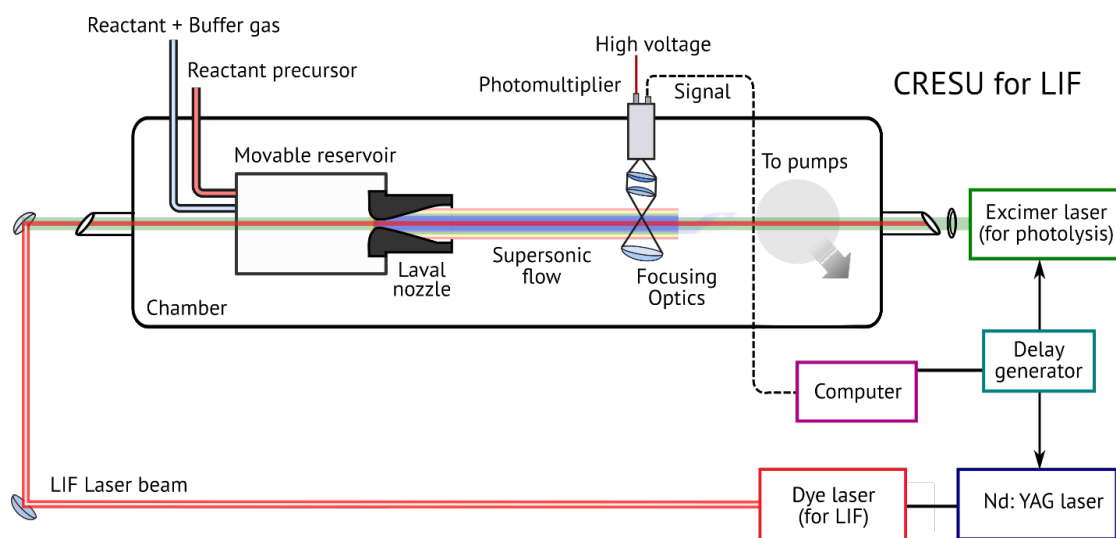 Reactant + Buffer gas
Reactant precursor
High voltage
Photomultiplier
Signal
CRESU for LIF
Movable reservoir
To pumps
Excimer laser
(for photolysis)
Laval
nozzle
Supersonic
flow
Focusing
Optics
Chamber
Delay
generator
Computer
LIF Laser beam
Dye laser
(for LIF)
Nd: YAG laser